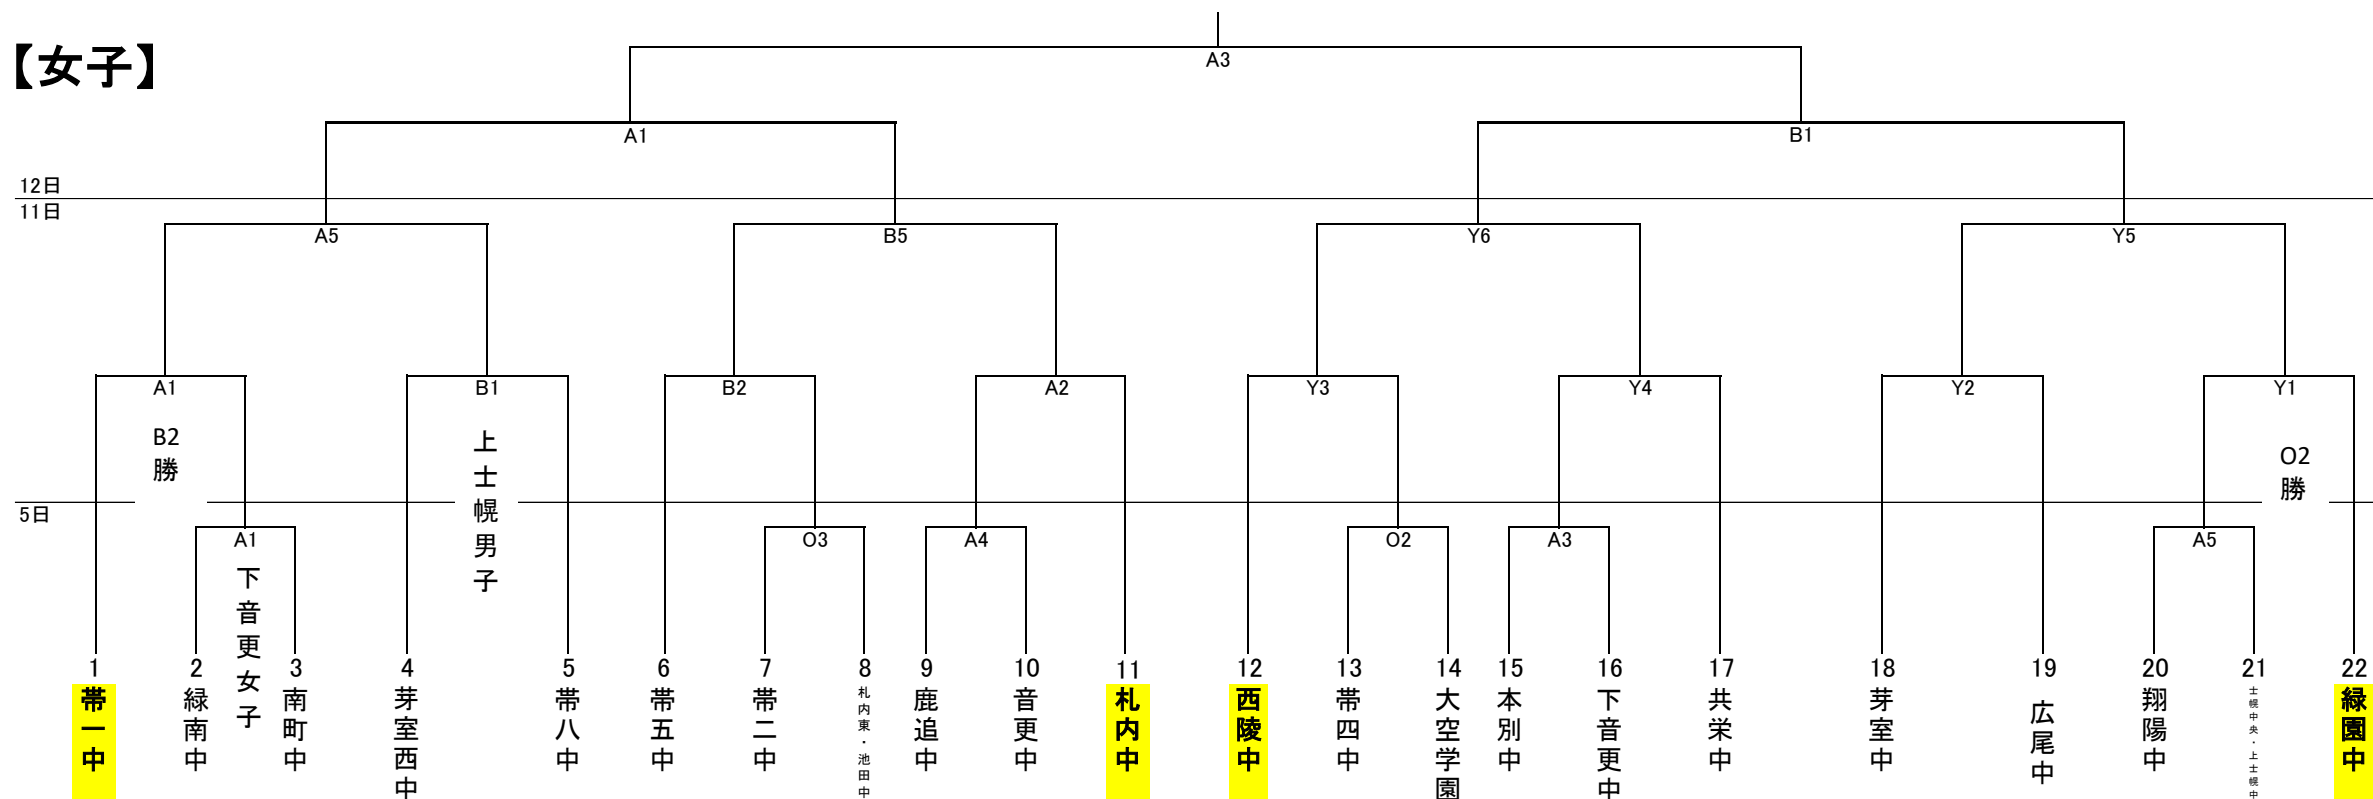 【女子】
A3
A1
B1
12日
11日
A5
B5
Y6
Y5
A1
B1
B2
A2
Y3
Y4
Y2
Y1
B2
勝
上士幌男子
O2
勝
5日
A1
O3
A4
O2
A3
A5
下音更女子
1
帯一中
2
緑南中
3
南町中
4
芽室西中
5
帯八中
6
帯五中
7
帯二中
8
札内東・池田中
9
鹿追中
10
音更中
11
札内中
12
西陵中
13
帯四中
14
大空学園
15
本別中
16
下音更中
17
共栄中
18
芽室中
19
広尾中
20
翔陽中
21
士幌中央・上士幌中
22
緑園中